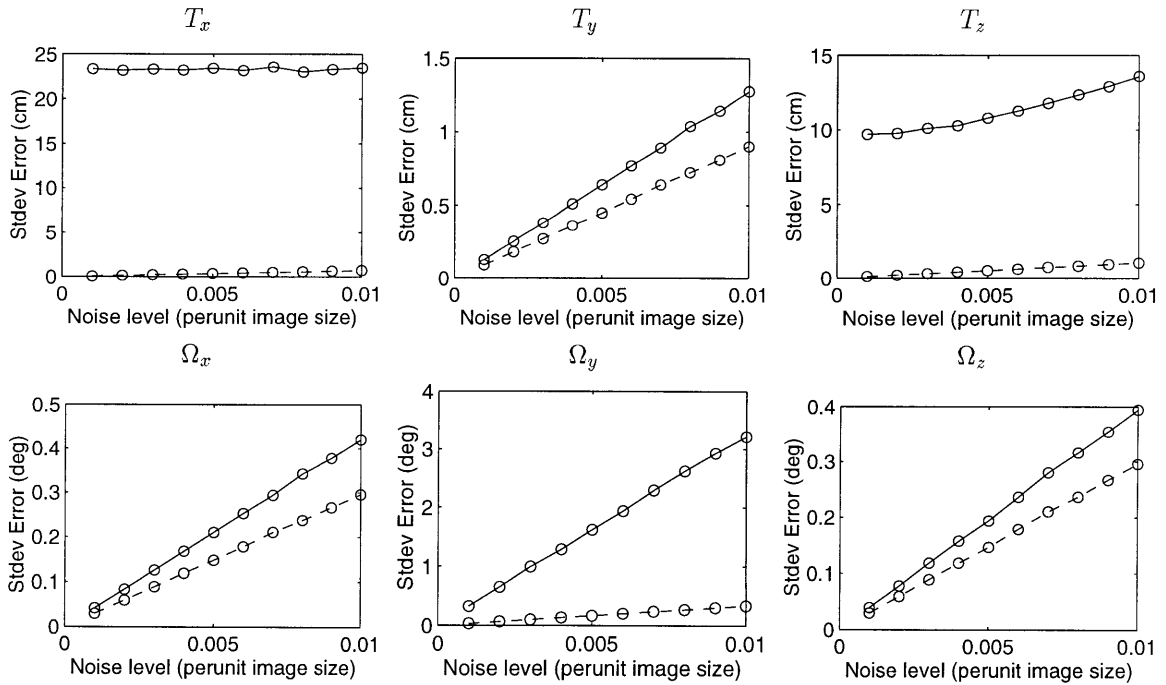 T_x
25
20
15
10
5
0
Stdev Error (cm)
0
0.005
0.01
Noise level (perunit image size)
T_y
1.5
1
0.5
0
Stdev Error (cm)
0
0.005
0.01
Noise level (perunit image size)
T_z
15
10
5
0
Stdev Error (cm)
0
0.005
0.01
Noise level (perunit image size)
Ω_x
0.5
0.4
0.3
0.2
0.1
0
Stdev Error (deg)
0
0.005
0.01
Noise level (perunit image size)
Ω_y
4
3
2
1
0
Stdev Error (deg)
0
0.005
0.01
Noise level (perunit image size)
Ω_z
0.4
0.3
0.2
0.1
0
Stdev Error (deg)
0
0.005
0.01
Noise level (perunit image size)